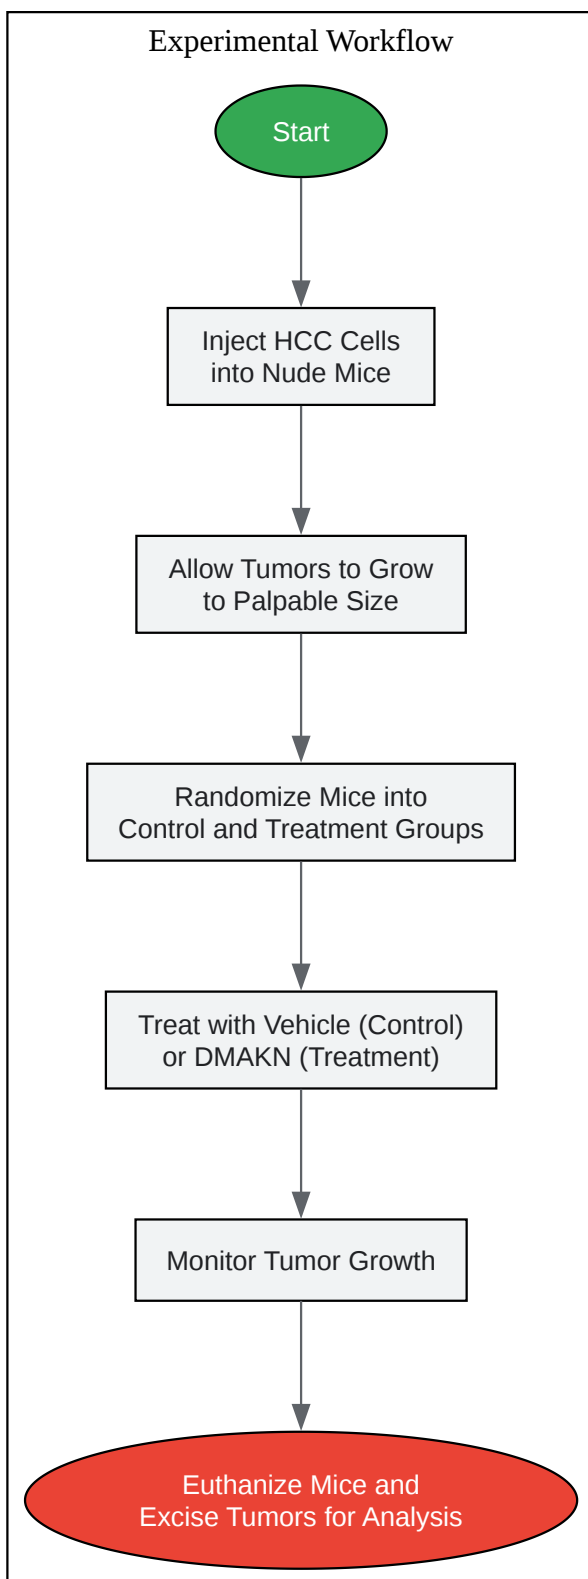 Experimental Workflow
Start
Inject HCC Cells
into Nude Mice
Allow Tumors to Grow
to Palpable Size
Randomize Mice into
Control and Treatment Groups
Treat with Vehicle (Control)
or DMAKN (Treatment)
Monitor Tumor Growth
Euthanize Mice and
Excise Tumors for Analysis